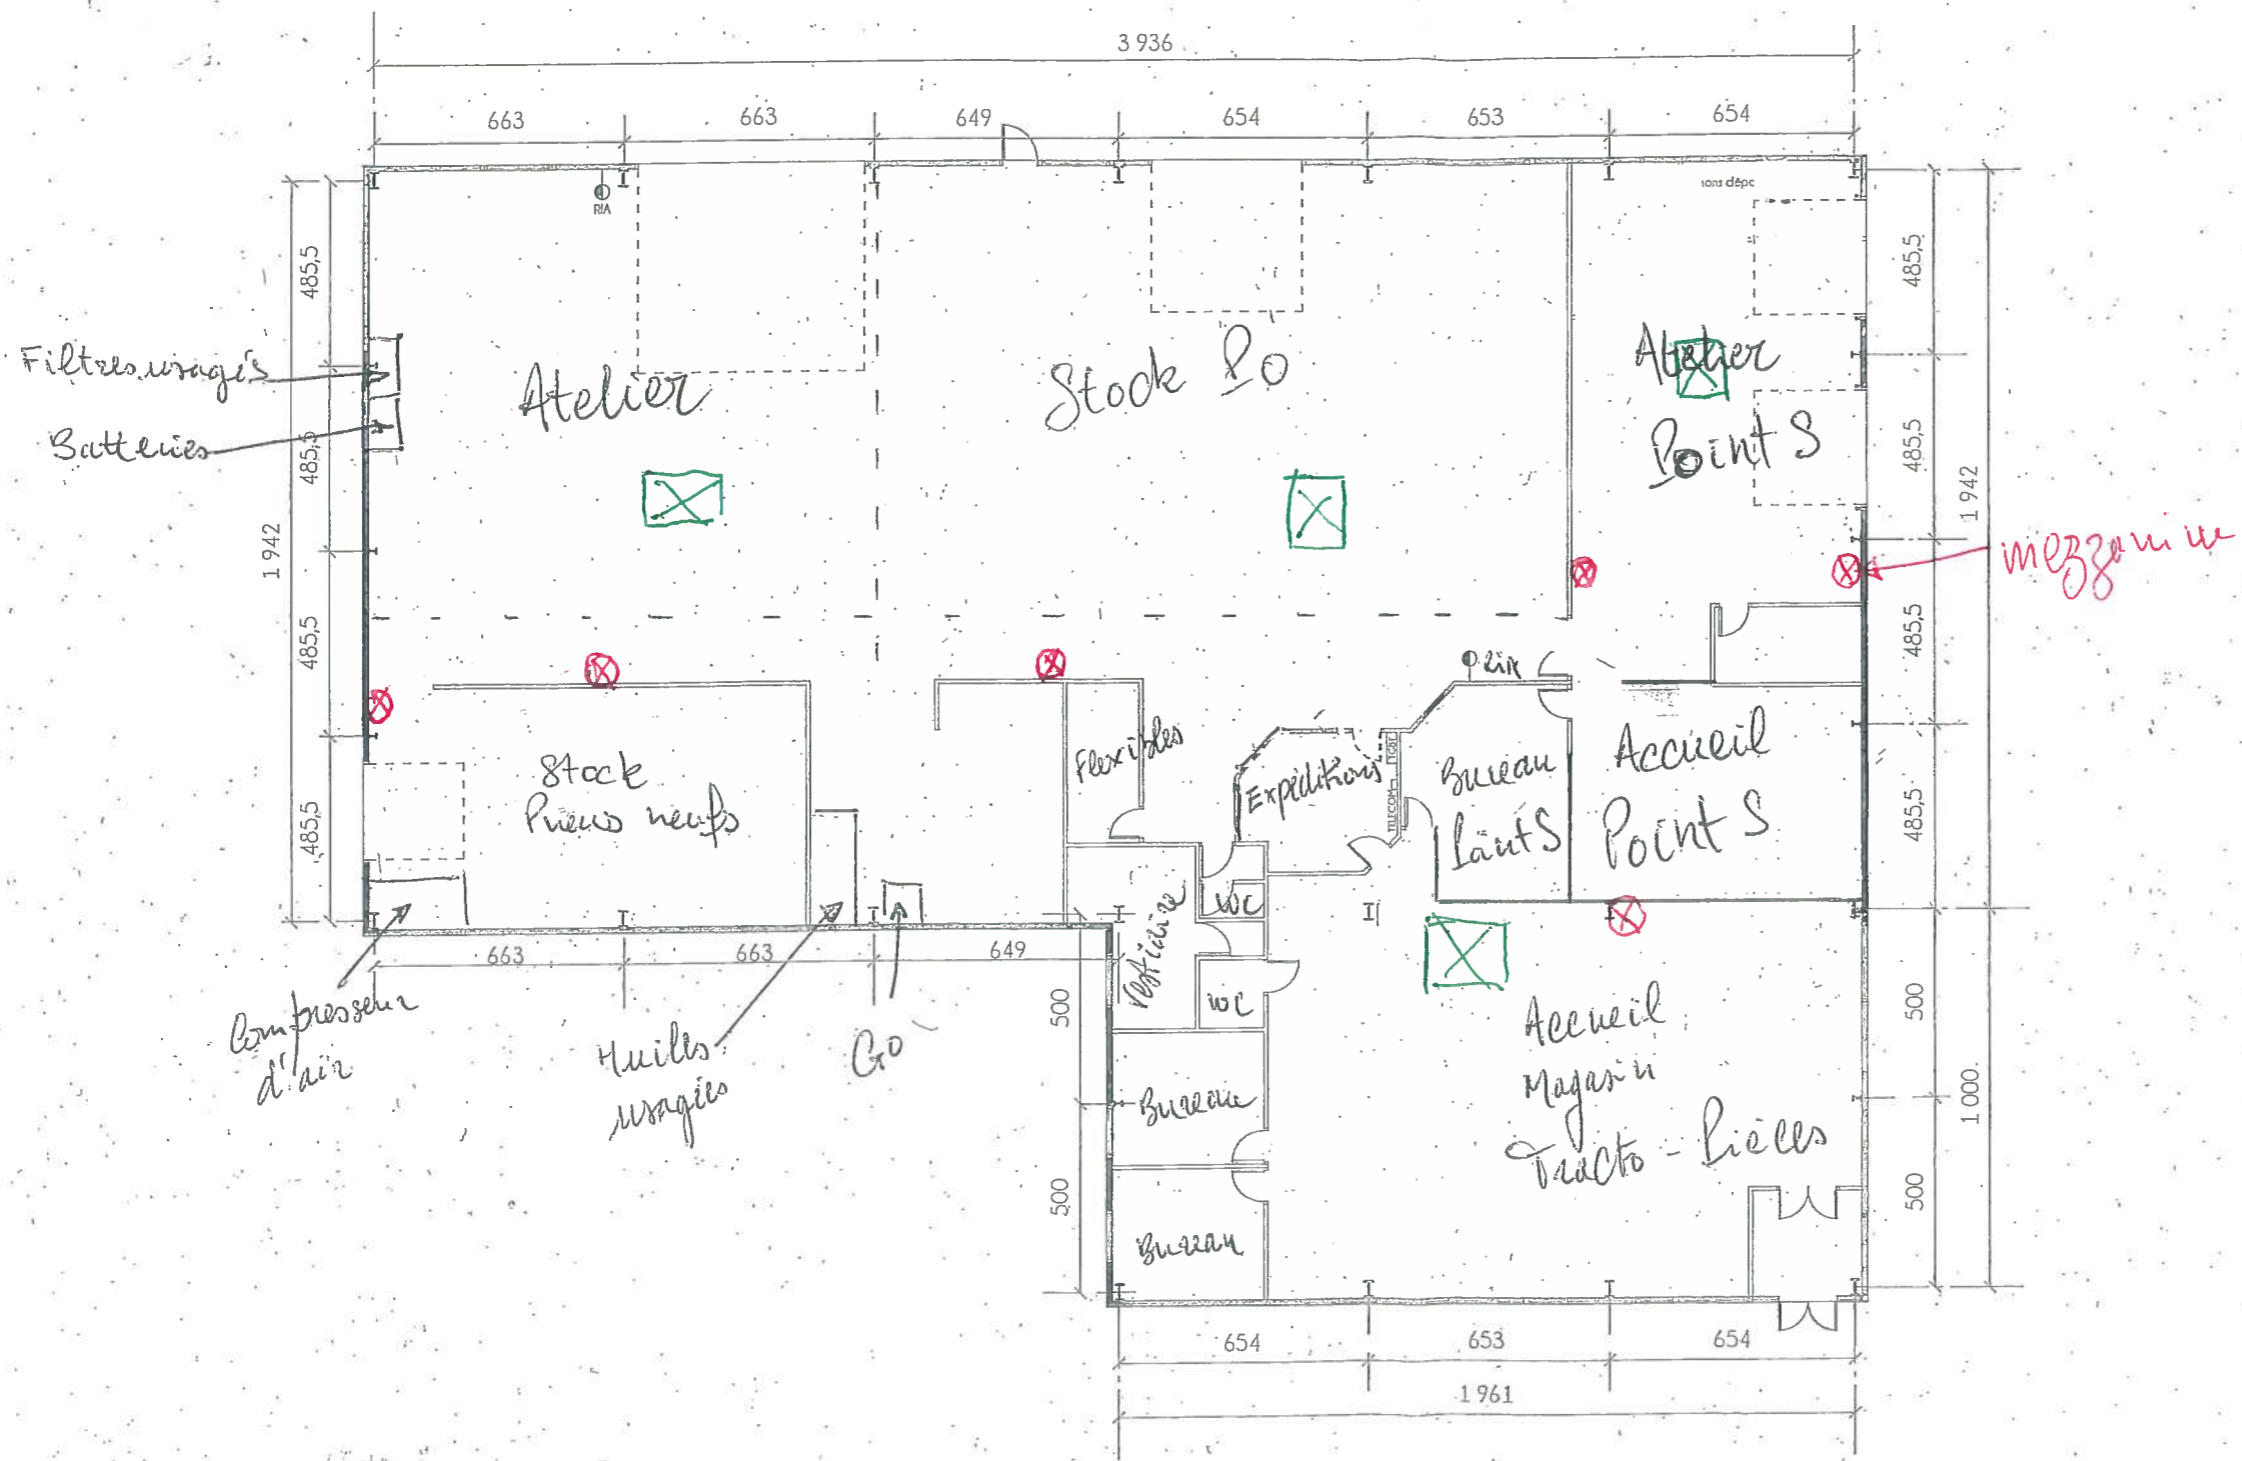 3 936
663
663
649
654
653
654
sans dépc
RIA
485,5
485,5
485,5
485,5
1 942
485,5
485,5
485,5
485,5
1 942
Filtres usagés
Batteries
Atelier
Stock Po
Atelier
Point S
mezzanine
RIA
Stock
Pneus neufs
Flexibles
Expéditions
TELECOM
TGBT
Bureau
Point S
Accueil
Point S
Vestiaire
WC
WC
663
663
649
Compresseur
d'air
Huiles
usagées
GO
500
500
Bureau
Bureau
Accueil
Magasin
Tracto - Pièces
500
1 000
500
654
653
654
1 961